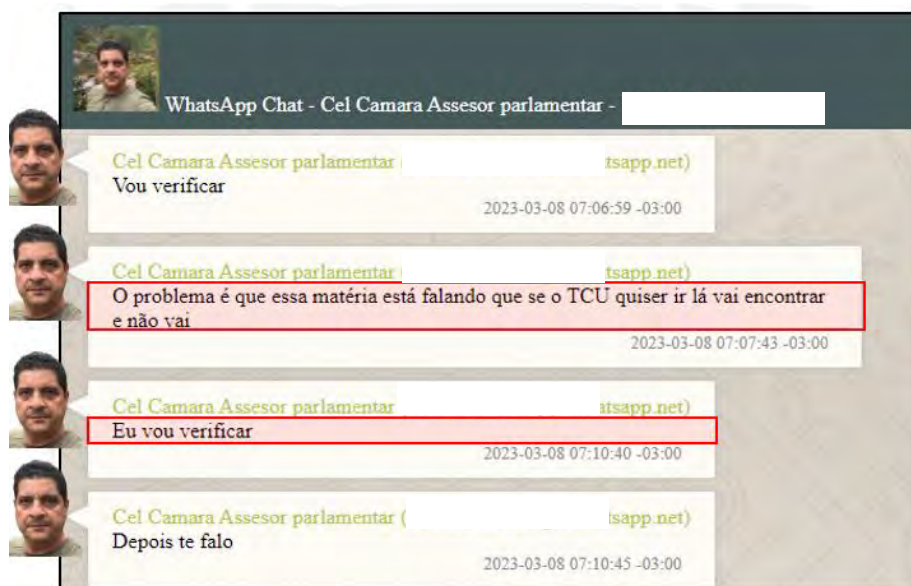 WhatsApp Chat - Cel Camara Assesor parlamentar -
Cel Camara Assesor parlamentar ( tsapp.net)
Vou verificar
2023-03-08 07:06:59 -03:00
Cel Camara Assesor parlamentar ( tsapp.net)
O problema é que essa matéria está falando que se o TCU quiser ir lá vai encontrar
e não vai
2023-03-08 07:07:43 -03:00
Cel Camara Assesor parlamentar atsapp.net)
Eu vou verificar
2023-03-08 07:10:40 -03:00
Cel Camara Assesor parlamentar ( tsapp.net)
Depois te falo
2023-03-08 07:10:45 -03:00